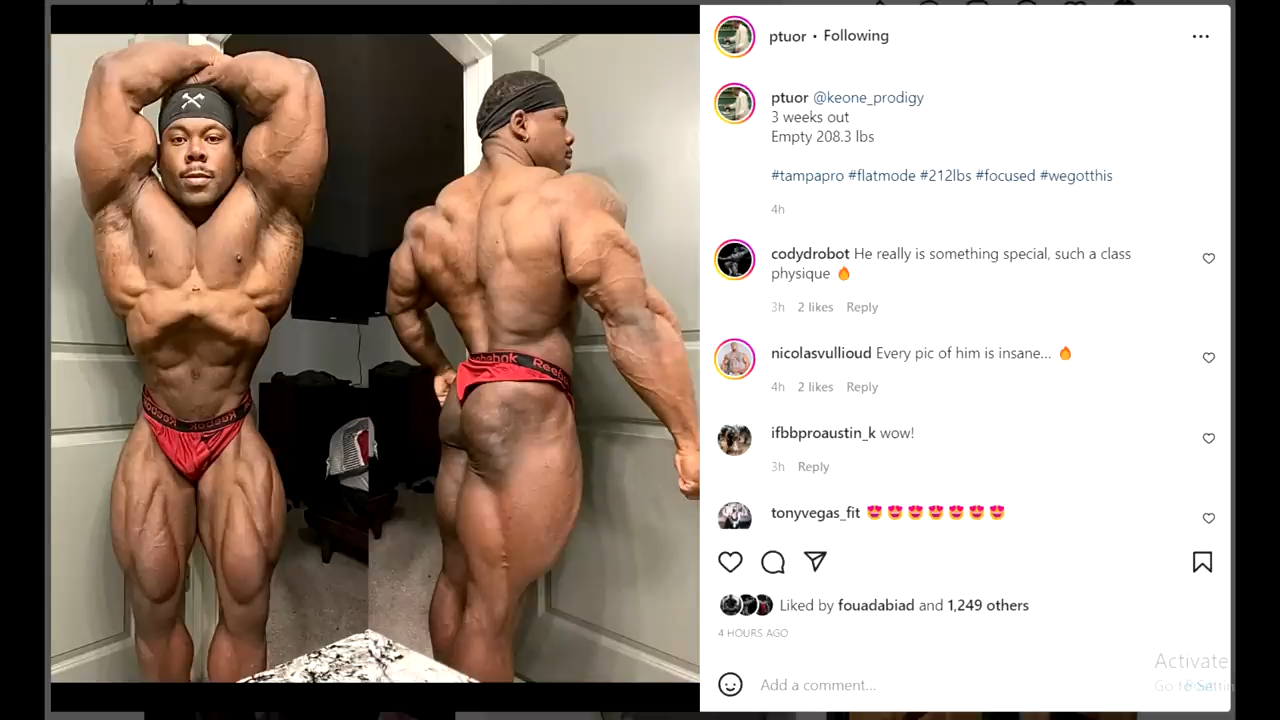 ptuor • Following
ptuor @keone_prodigy
3 weeks out
Empty 208.3 lbs
#tampapro #flatmode #212lbs #focused #wegotthis
4h
codydrobot He really is something special, such a class
physique 🔥
3h 2 likes Reply
nicolasvullioud Every pic of him is insane... 🔥
4h 2 likes Reply
ifbbproaustin_k wow!
3h Reply
tonyvegas_fit 😍😍😍😍😍😍😍
Liked by fouadabiad and 1,249 others
4 HOURS AGO
Add a comment...
Activate
Go to
Reebok
Reebok